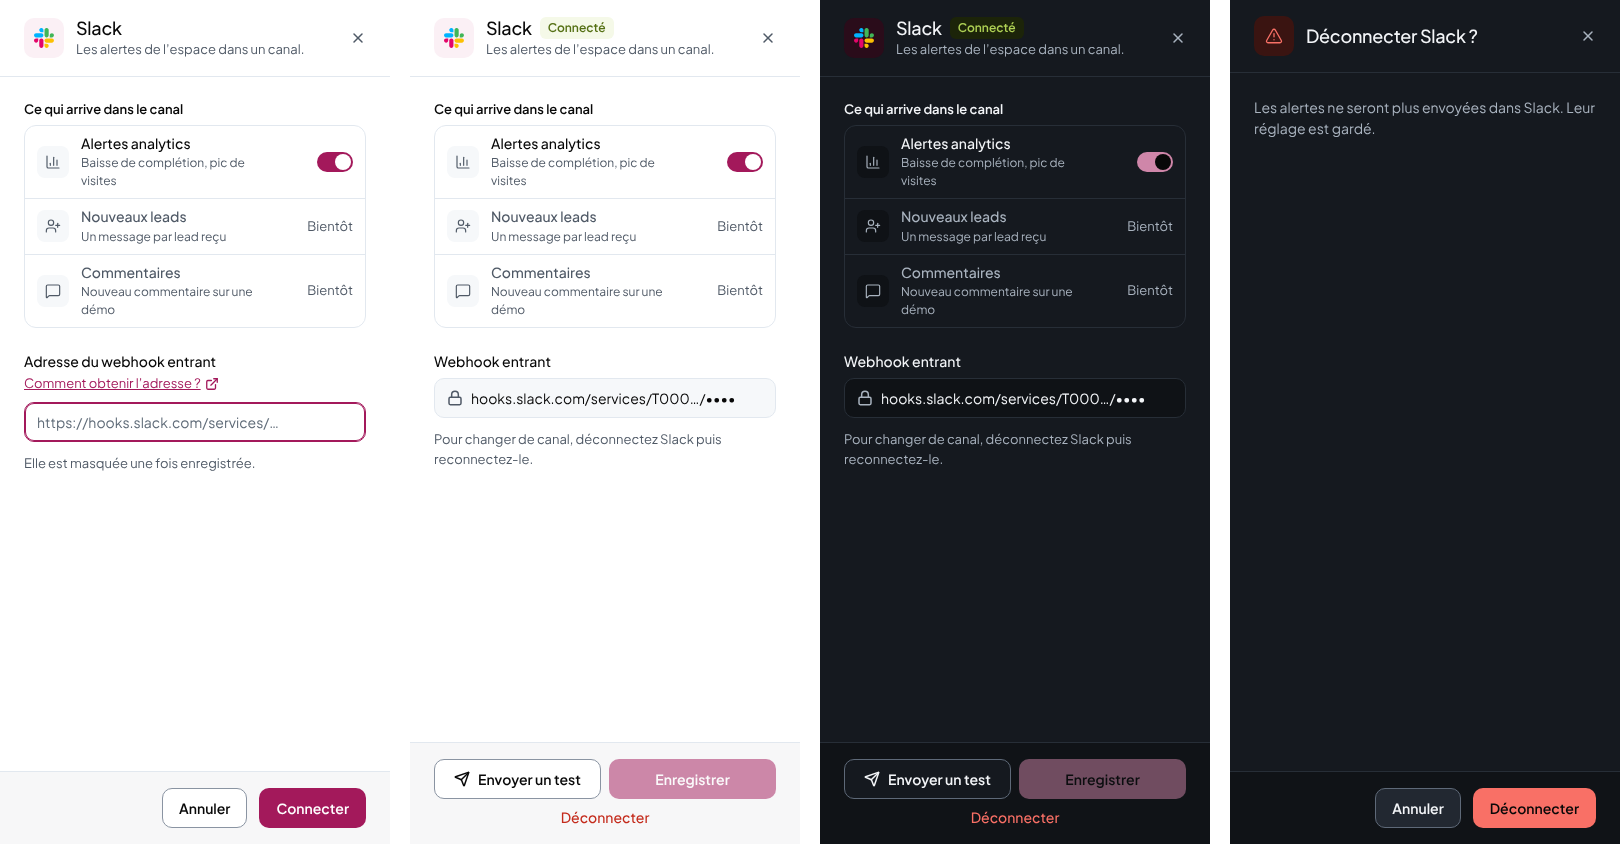 Slack
Les alertes de l'espace dans un canal.
Ce qui arrive dans le canal
Alertes analytics
Baisse de complétion, pic de
visites
Nouveaux leads
Un message par lead reçu
Bientôt
Commentaires
Nouveau commentaire sur une
démo
Bientôt
Adresse du webhook entrant
Comment obtenir l'adresse ?
https://hooks.slack.com/services/…
Elle est masquée une fois enregistrée.
Annuler
Connecter
Slack
Connecté
Les alertes de l'espace dans un canal.
Ce qui arrive dans le canal
Alertes analytics
Baisse de complétion, pic de
visites
Nouveaux leads
Un message par lead reçu
Bientôt
Commentaires
Nouveau commentaire sur une
démo
Bientôt
Webhook entrant
hooks.slack.com/services/T000…/••••
Pour changer de canal, déconnectez Slack puis
reconnectez-le.
Envoyer un test
Enregistrer
Déconnecter
Slack
Connecté
Les alertes de l'espace dans un canal.
Ce qui arrive dans le canal
Alertes analytics
Baisse de complétion, pic de
visites
Nouveaux leads
Un message par lead reçu
Bientôt
Commentaires
Nouveau commentaire sur une
démo
Bientôt
Webhook entrant
hooks.slack.com/services/T000…/••••
Pour changer de canal, déconnectez Slack puis
reconnectez-le.
Envoyer un test
Enregistrer
Déconnecter
Déconnecter Slack ?
Les alertes ne seront plus envoyées dans Slack. Leur
réglage est gardé.
Annuler
Déconnecter